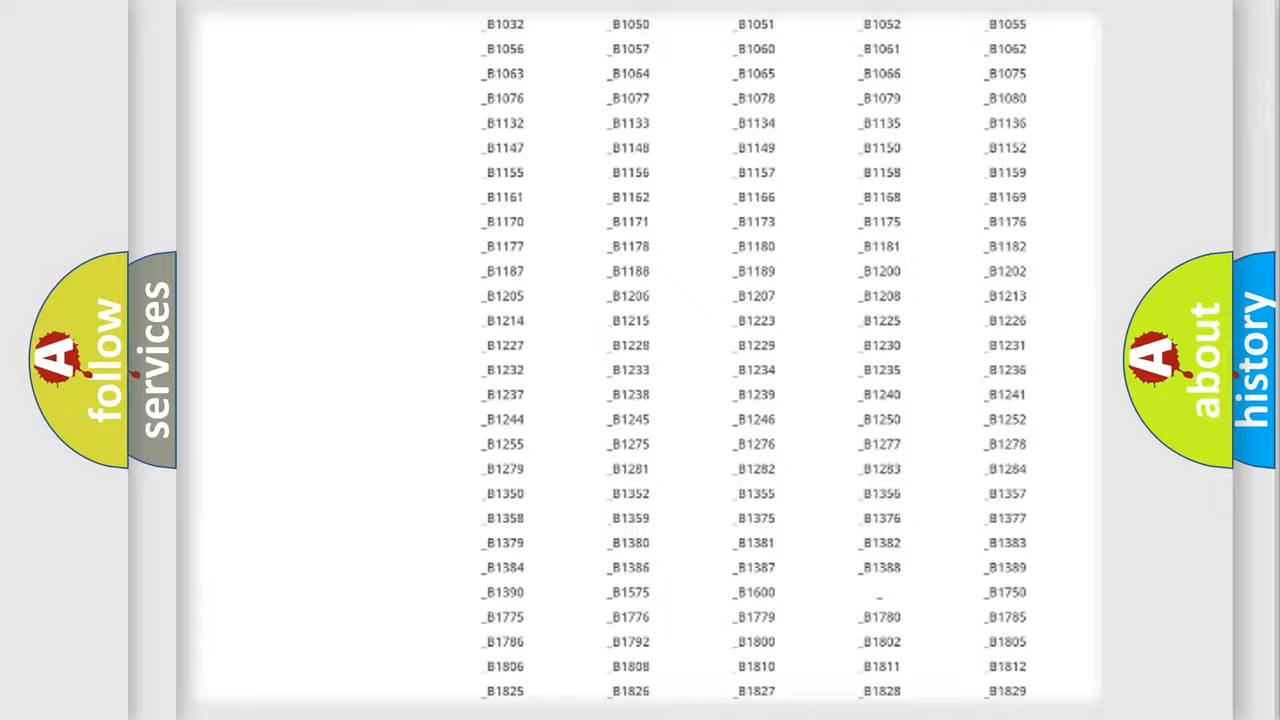 _B1032 _B1050 _B1051 _B1052 _B1055
_B1056 _B1057 _B1060 _B1061 _B1062
_B1063 _B1064 _B1065 _B1066 _B1075
_B1076 _B1077 _B1078 _B1079 _B1080
_B1132 _B1133 _B1134 _B1135 _B1136
_B1147 _B1148 _B1149 _B1150 _B1152
_B1155 _B1156 _B1157 _B1158 _B1159
_B1161 _B1162 _B1166 _B1168 _B1169
_B1170 _B1171 _B1173 _B1175 _B1176
_B1177 _B1178 _B1180 _B1181 _B1182
_B1187 _B1188 _B1189 _B1200 _B1202
_B1205 _B1206 _B1207 _B1208 _B1213
_B1214 _B1215 _B1223 _B1225 _B1226
_B1227 _B1228 _B1229 _B1230 _B1231
_B1232 _B1233 _B1234 _B1235 _B1236
_B1237 _B1238 _B1239 _B1240 _B1241
_B1244 _B1245 _B1246 _B1250 _B1252
_B1255 _B1275 _B1276 _B1277 _B1278
_B1279 _B1281 _B1282 _B1283 _B1284
_B1350 _B1352 _B1355 _B1356 _B1357
_B1358 _B1359 _B1375 _B1376 _B1377
_B1379 _B1380 _B1381 _B1382 _B1383
_B1384 _B1386 _B1387 _B1388 _B1389
_B1390 _B1575 _B1600 _ _B1750
_B1775 _B1776 _B1779 _B1780 _B1785
_B1786 _B1792 _B1800 _B1802 _B1805
_B1806 _B1808 _B1810 _B1811 _B1812
_B1825 _B1826 _B1827 _B1828 _B1829
A
follow
services
A
about
history